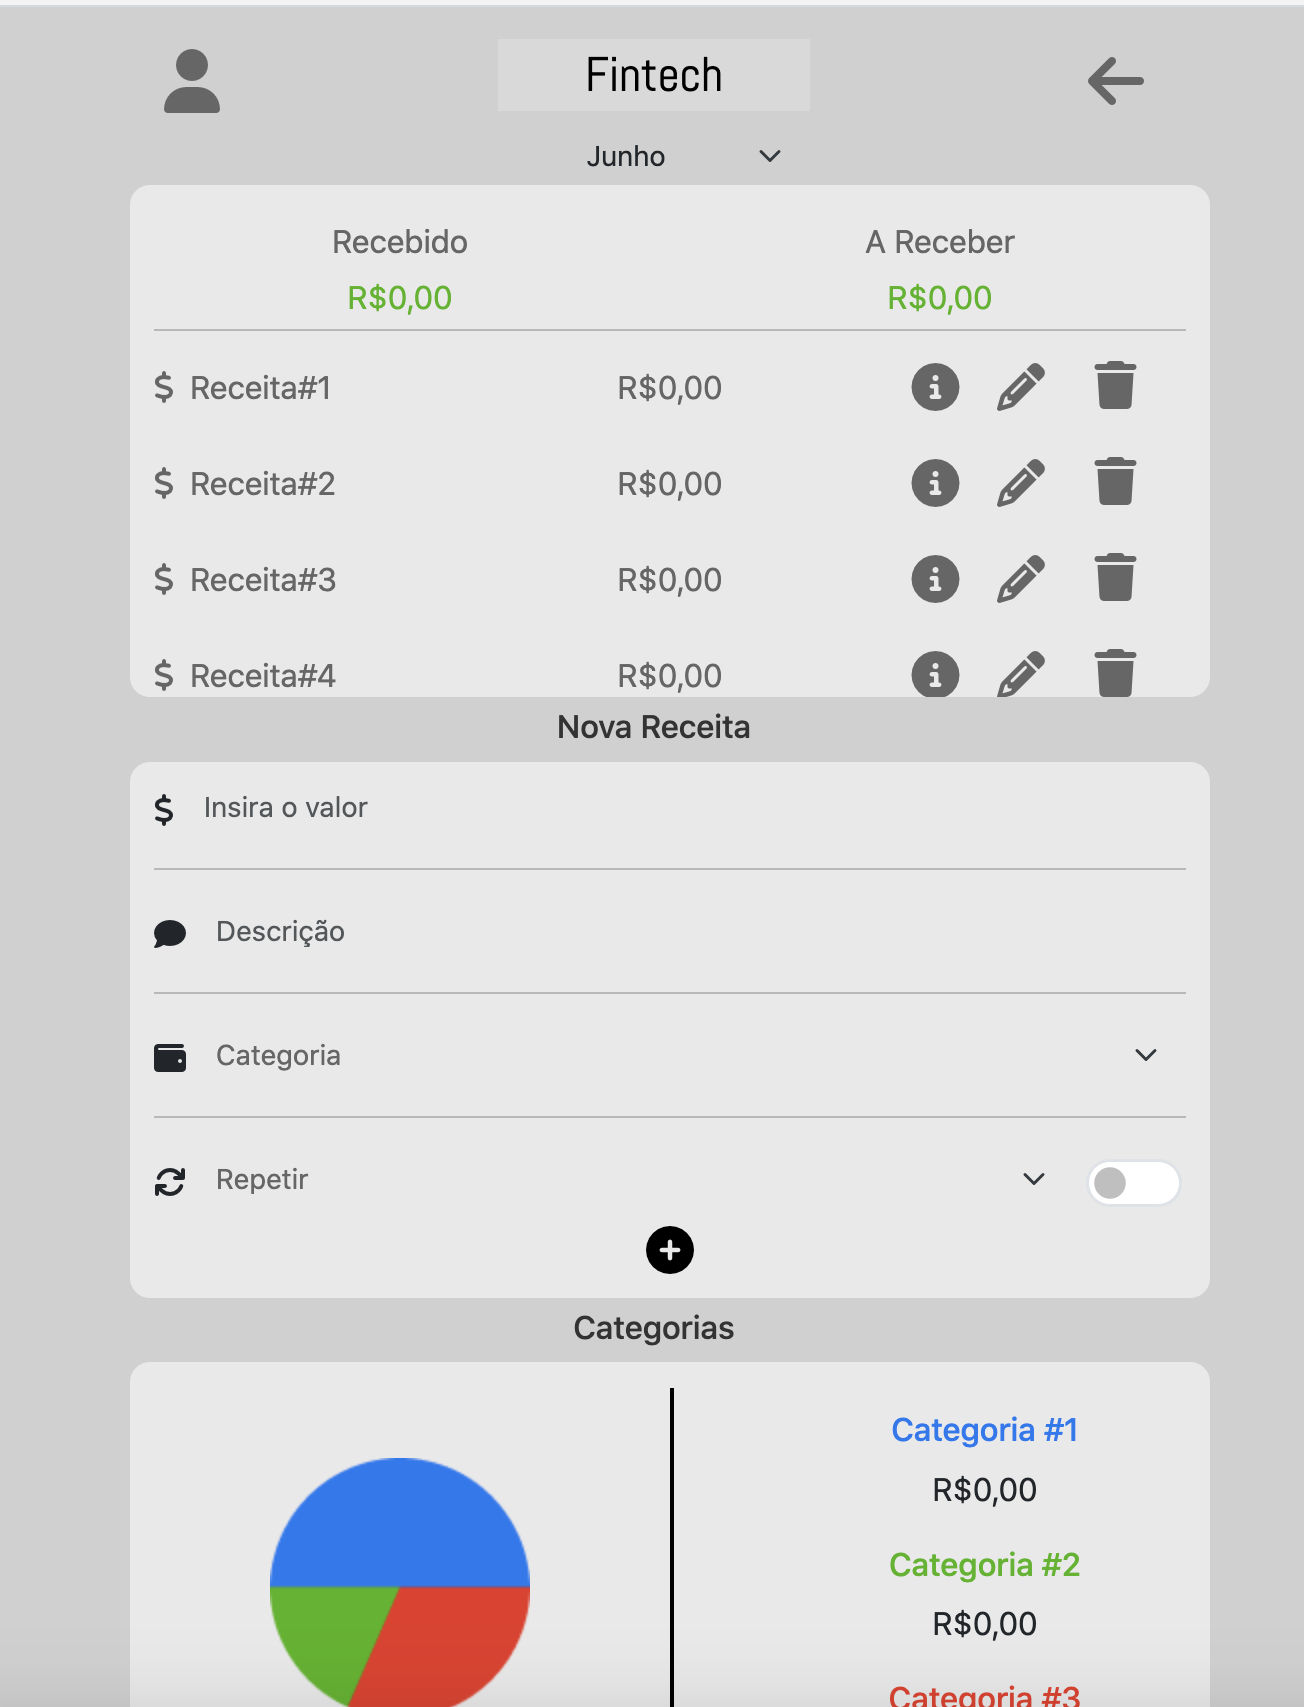 Fintech
Junho
Recebido A Receber
R$0,00 R$0,00
$ Receita#1 R$0,00
$ Receita#2 R$0,00
$ Receita#3 R$0,00
$ Receita#4 R$0,00
Nova Receita
$ Insira o valor
Descrição
Categoria
Repetir
Categorias
Categoria #1
R$0,00
Categoria #2
R$0,00
Categoria #3